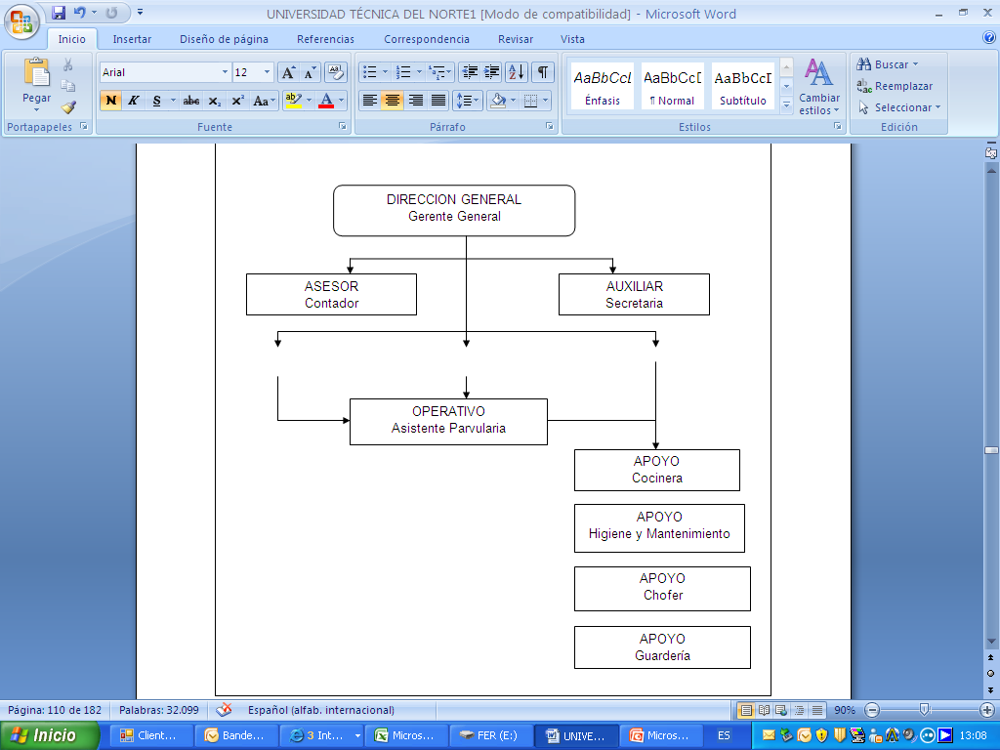 UNIVERSIDAD TÉCNICA DEL NORTE1 [Modo de compatibilidad] - Microsoft Word
Inicio Insertar Diseño de página Referencias Correspondencia Revisar Vista
Pegar
Portapapeles
Arial 12
N K S abc x₂ x² Aa
Fuente
Párrafo
AaBbCcI AaBbCcI AaBbCcI
Énfasis ¶ Normal Subtítulo
Cambiar
estilos
Estilos
Buscar
Reemplazar
Seleccionar
Edición
DIRECCION GENERAL
Gerente General
ASESOR
Contador
AUXILIAR
Secretaria
OPERATIVO
Asistente Parvularia
APOYO
Cocinera
APOYO
Higiene y Mantenimiento
APOYO
Chofer
APOYO
Guardería
Página: 110 de 182 Palabras: 32.099 Español (alfab. internacional) 90%
Inicio Client... Bande... 3 Int... Micros... FER (E:) UNIVE... Micros... ES 13:08